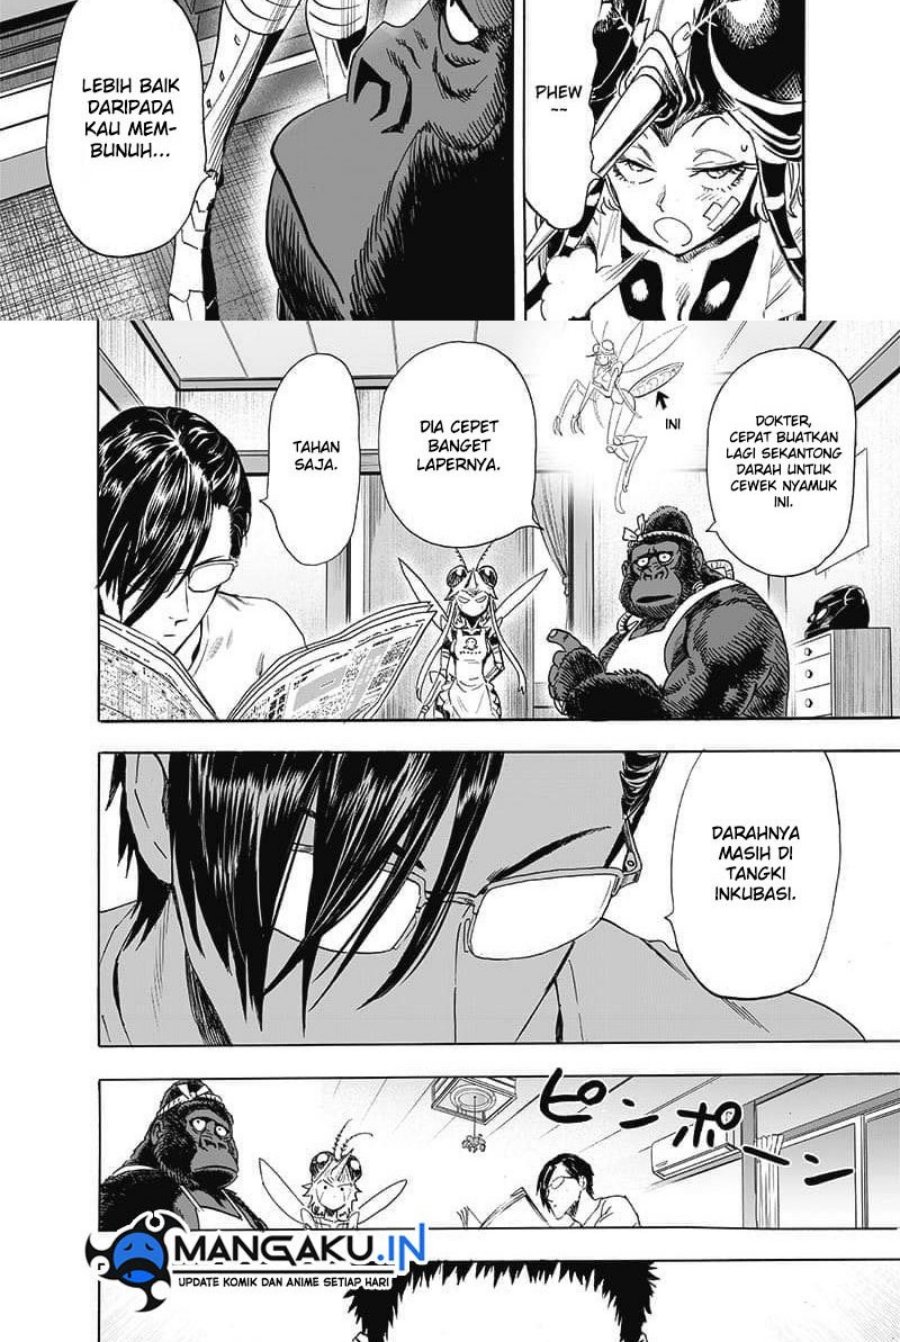 PHEW
~~
LEBIH BAIK
DARIPADA
KAU MEM-
BUNUH...
DOKTER,
CEPAT BUATKAN
LAGI SEKANTONG
DARAH UNTUK
CEWEK NYAMUK
INI.
INI
DIA CEPET
BANGET
LAPERNYA.
TAHAN
SAJA.
DARAHNYA
MASIH DI
TANGKI
INKUBASI.
ピンポーン
MANGAKU.IN
UPDATE KOMIK DAN ANIME SETIAP HARI